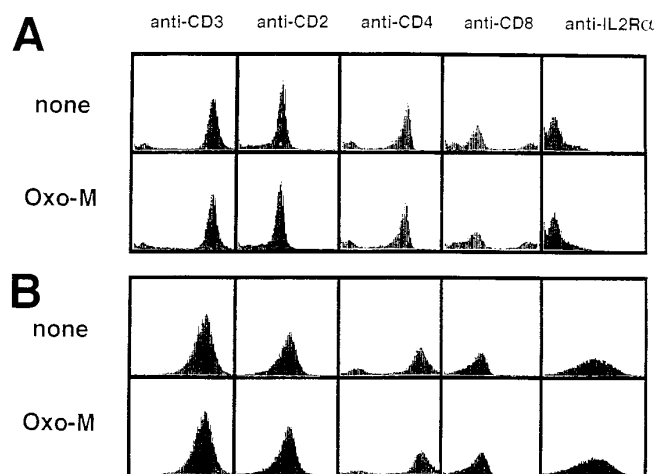 A
anti-CD3 anti-CD2 anti-CD4 anti-CD8 anti-IL2Rα
none
Oxo-M
B
none
Oxo-M